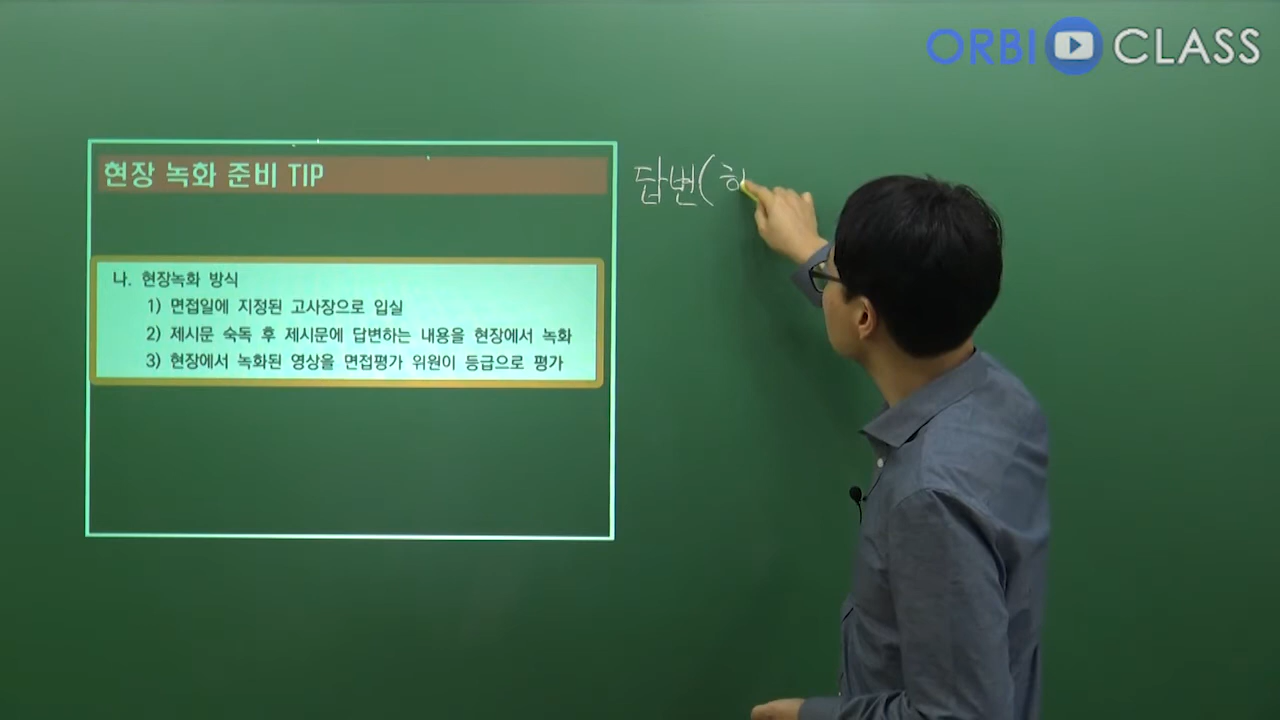 ORBI CLASS
현장 녹화 준비 TIP
답변(
나. 현장녹화 방식
1) 면접일에 지정된 고사장으로 입실
2) 제시문 숙독 후 제시문에 답변하는 내용을 현장에서 녹화
3) 현장에서 녹화된 영상을 면접평가 위원이 등급으로 평가